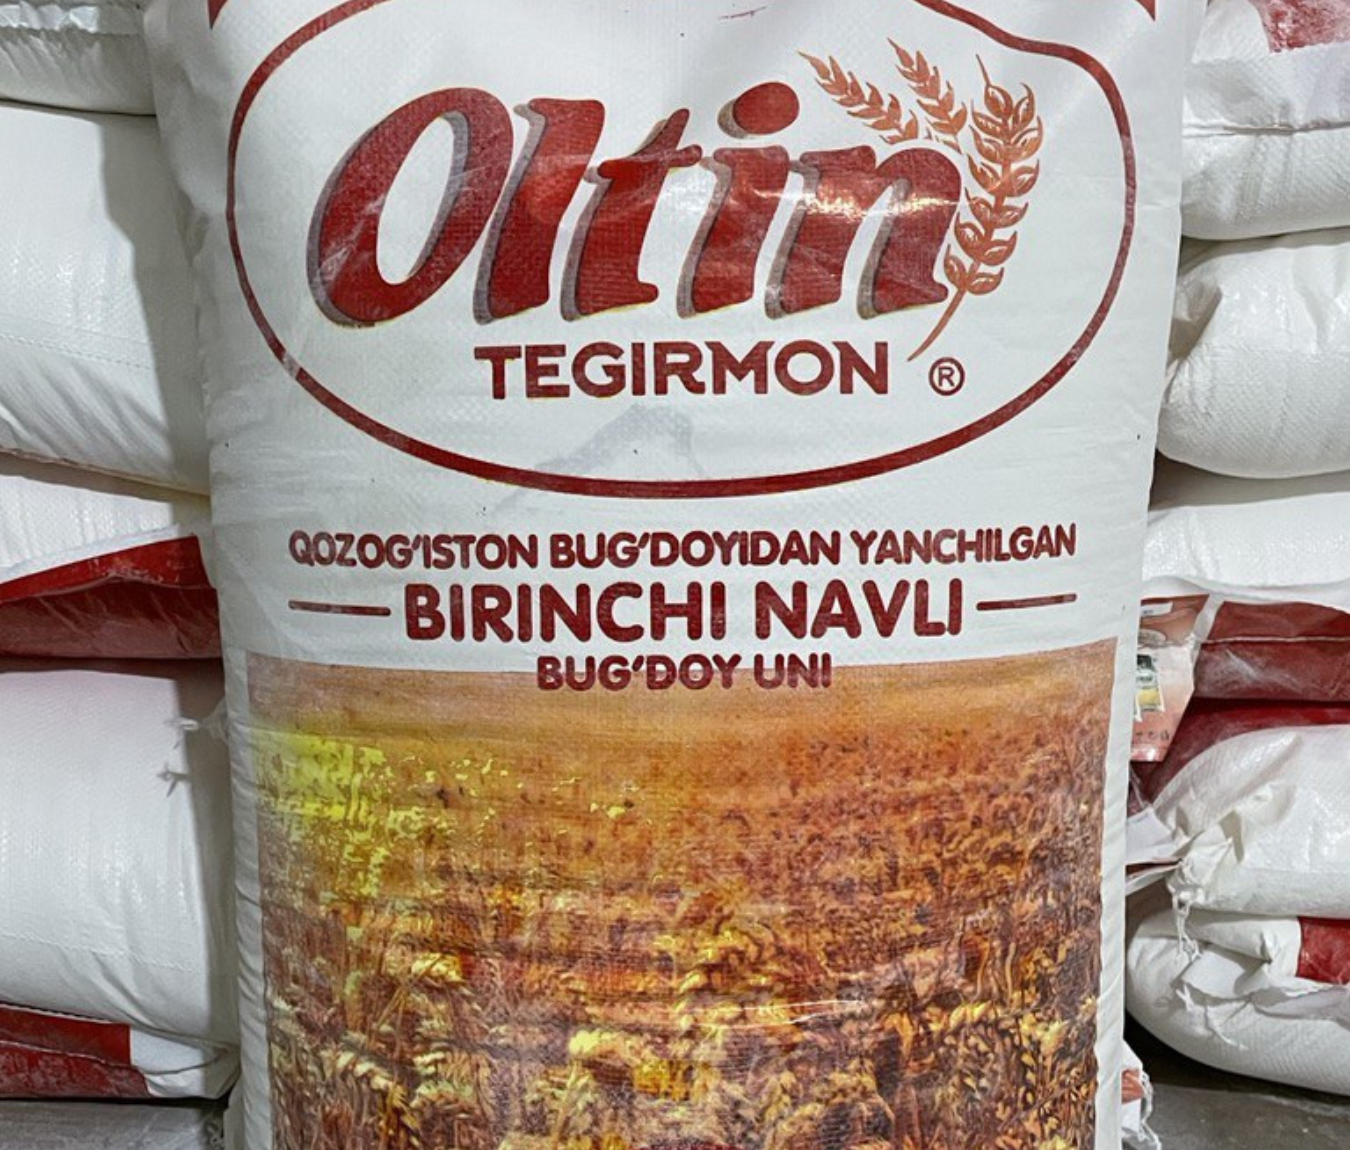 Oltin
TEGIRMON ®
QOZOG'ISTON BUG'DOYIDAN YANCHILGAN
BIRINCHI NAVLI
BUG'DOY UNI